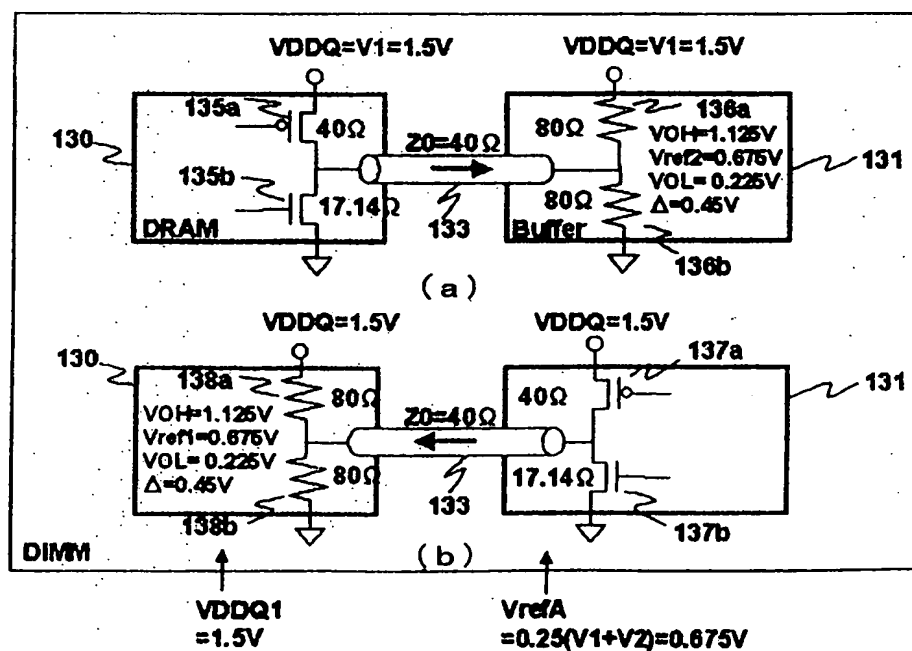 VDDQ=V1=1.5V
VDDQ=V1=1.5V
135a
136a
130
40Ω
Z0=40Ω
80Ω
VOH=1.125V
Vref2=0.675V
VOL= 0.225V
Δ=0.45V
131
135b
17.14Ω
80Ω
DRAM
133
Buffer
136b
(a)
VDDQ=1.5V
VDDQ=1.5V
130
138a
137a
131
80Ω
Z0=40Ω
40Ω
VOH=1.125V
Vref1=0.675V
VOL= 0.225V
Δ=0.45V
80Ω
17.14Ω
138b
133
137b
DIMM
(b)
VDDQ1
=1.5V
VrefA
=0.25(V1+V2)=0.675V